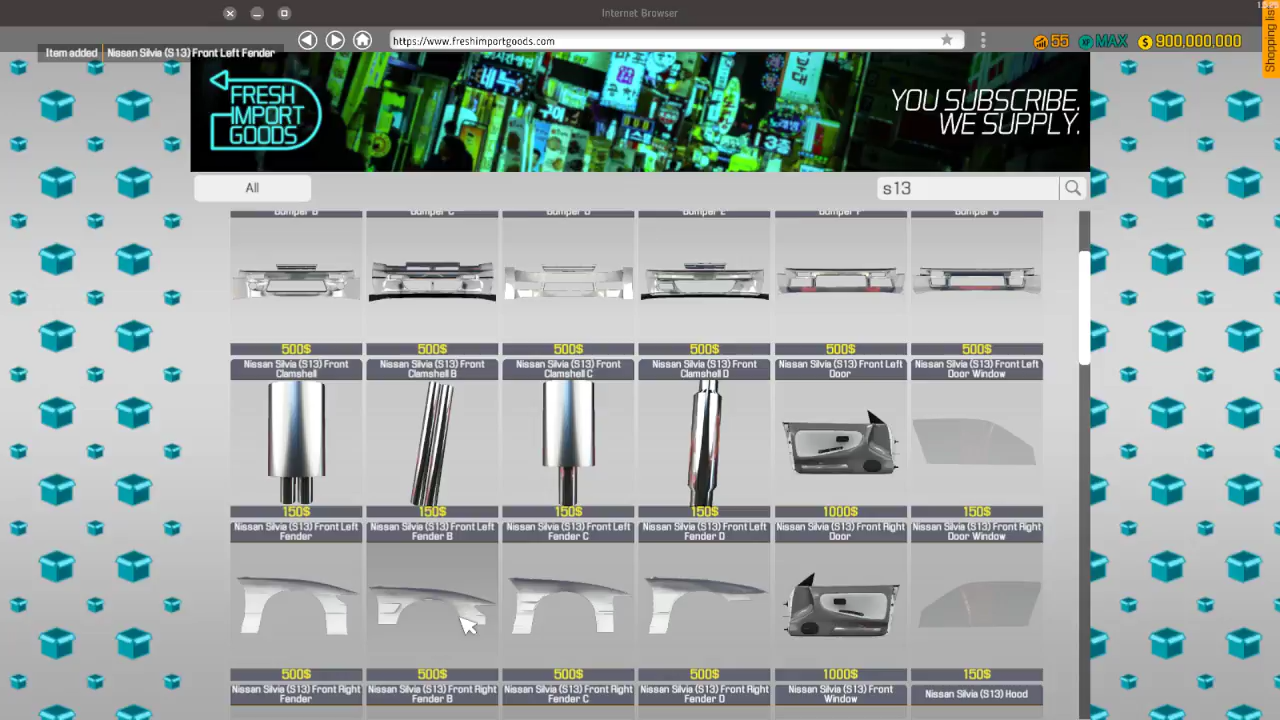 Internet Browser
https://www.freshimportgoods.com
55
MAX
900,000,000
Shopping list
Item added
Nissan Silvia (S13) Front Left Fender
FRESH
IMPORT
GOODS
YOU SUBSCRIBE.
WE SUPPLY.
All
s13
500$
500$
500$
500$
500$
500$
Nissan Silvia (S13) Front
Clamshell
Nissan Silvia (S13) Front
Clamshell B
Nissan Silvia (S13) Front
Clamshell C
Nissan Silvia (S13) Front
Clamshell D
Nissan Silvia (S13) Front Left
Door
Nissan Silvia (S13) Front Left
Door Window
150$
150$
150$
150$
1000$
150$
Nissan Silvia (S13) Front Left
Fender
Nissan Silvia (S13) Front Left
Fender B
Nissan Silvia (S13) Front Left
Fender C
Nissan Silvia (S13) Front Left
Fender D
Nissan Silvia (S13) Front Right
Door
Nissan Silvia (S13) Front Right
Door Window
500$
500$
500$
500$
1000$
150$
Nissan Silvia (S13) Front Right
Fender
Nissan Silvia (S13) Front Right
Fender B
Nissan Silvia (S13) Front Right
Fender C
Nissan Silvia (S13) Front Right
Fender D
Nissan Silvia (S13) Front
Window
Nissan Silvia (S13) Hood